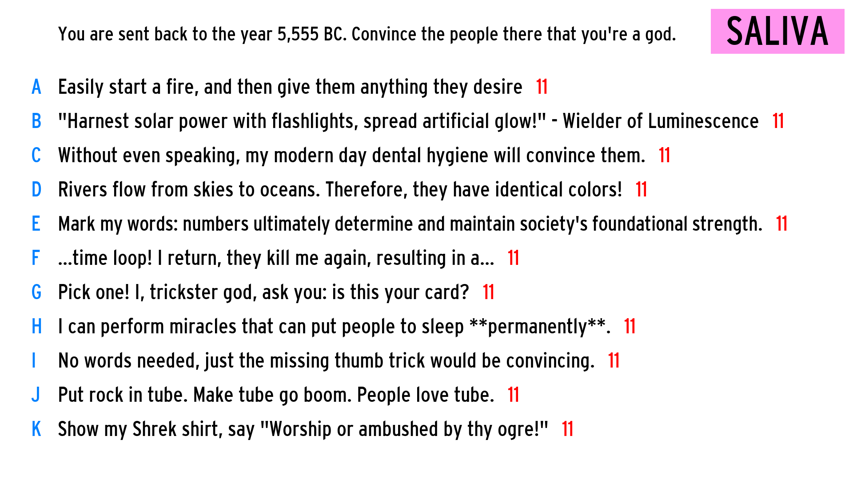 You are sent back to the year 5,555 BC. Convince the people there that you're a god.
SALIVA
A Easily start a fire, and then give them anything they desire 11
B "Harnest solar power with flashlights, spread artificial glow!" - Wielder of Luminescence 11
C Without even speaking, my modern day dental hygiene will convince them. 11
D Rivers flow from skies to oceans. Therefore, they have identical colors! 11
E Mark my words: numbers ultimately determine and maintain society's foundational strength. 11
F ...time loop! I return, they kill me again, resulting in a... 11
G Pick one! I, trickster god, ask you: is this your card? 11
H I can perform miracles that can put people to sleep **permanently**. 11
I No words needed, just the missing thumb trick would be convincing. 11
J Put rock in tube. Make tube go boom. People love tube. 11
K Show my Shrek shirt, say "Worship or ambushed by thy ogre!" 11